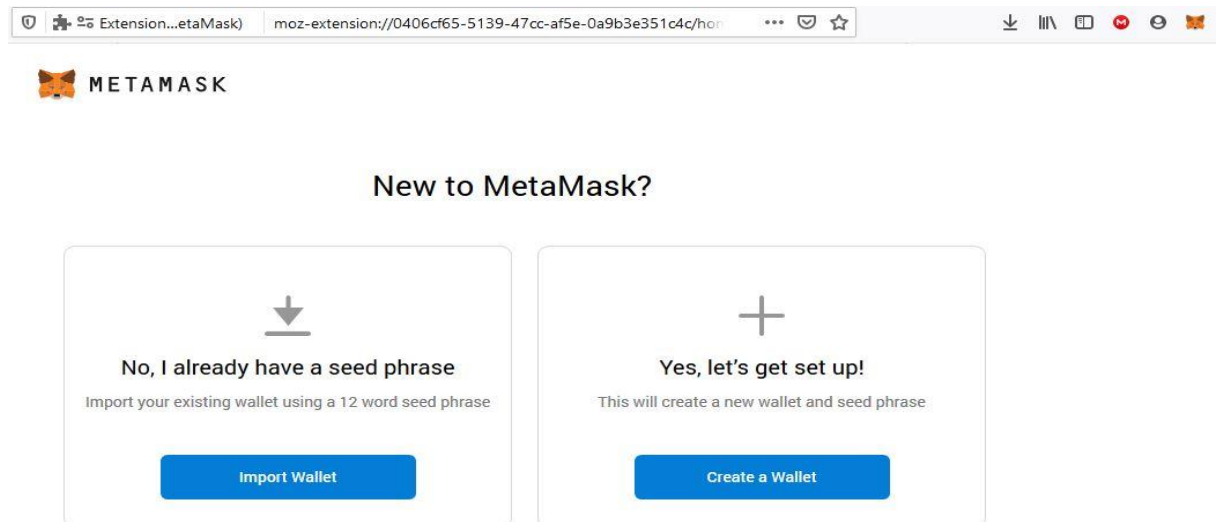 Extension...etaMask) moz-extension://0406cf65-5139-47cc-af5e-0a9b3e351c4c/hon
METAMASK
New to MetaMask?
No, I already have a seed phrase
Import your existing wallet using a 12 word seed phrase
Import Wallet
Yes, let's get set up!
This will create a new wallet and seed phrase
Create a Wallet